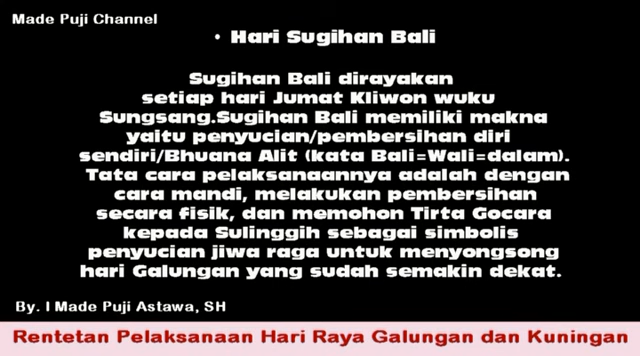 Made Puji Channel
• Hari Sugihan Bali
Sugihan Bali dirayakan
setiap hari Jumat Kliwon wuku
Sungsang.Sugihan Bali memiliki makna
yaitu penyucian/pembersihan diri
sendiri/Bhuana Alit (kata Bali=Wali=dalam).
Tata cara pelaksanaannya adalah dengan
cara mandi, melakukan pembersihan
secara fisik, dan memohon Tirta Gocara
kepada Sulinggih sebagai simbolis
penyucian jiwa raga untuk menyongsong
hari Galungan yang sudah semakin dekat.
By. I Made Puji Astawa, SH
Rentetan Pelaksanaan Hari Raya Galungan dan Kuningan